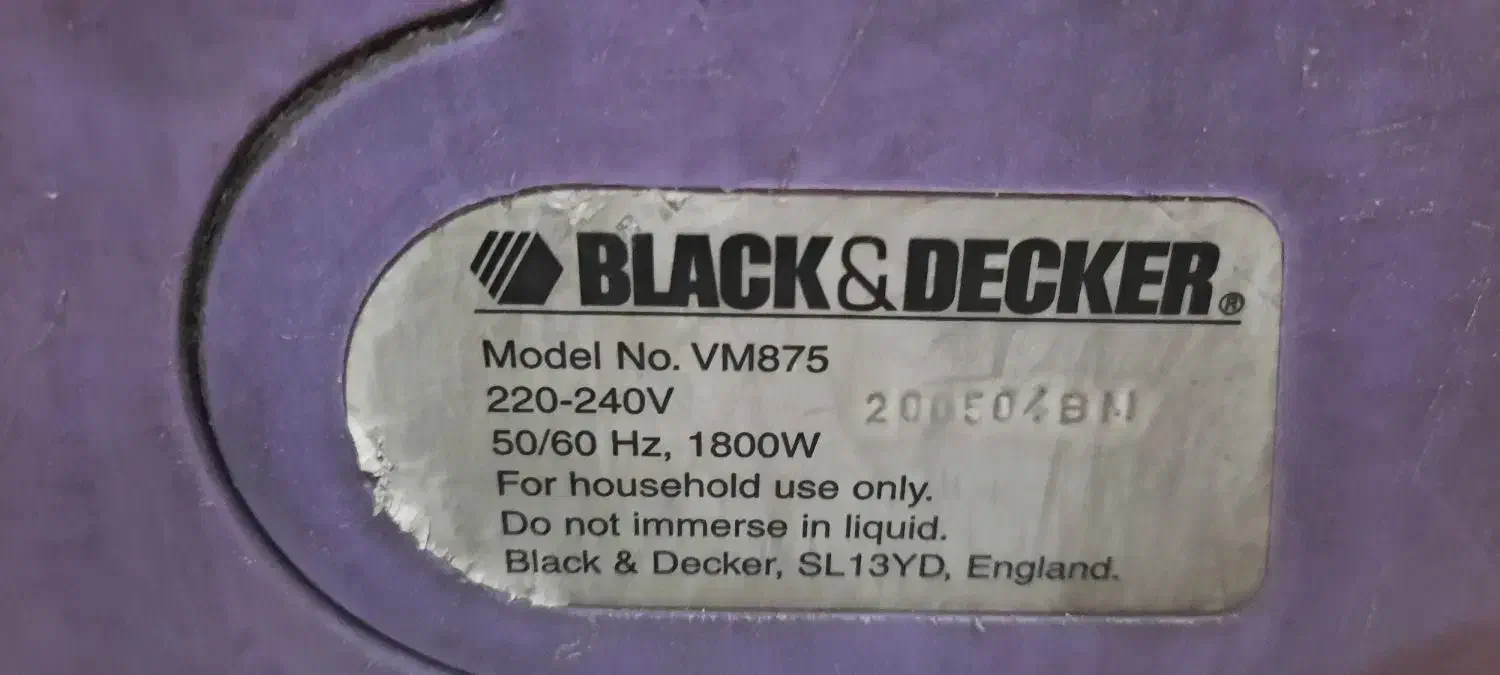 BLACK&DECKER®
Model No. VM875
220-240V
200504BM
50/60 Hz, 1800W
For household use only.
Do not immerse in liquid.
Black & Decker, SL13YD, England.